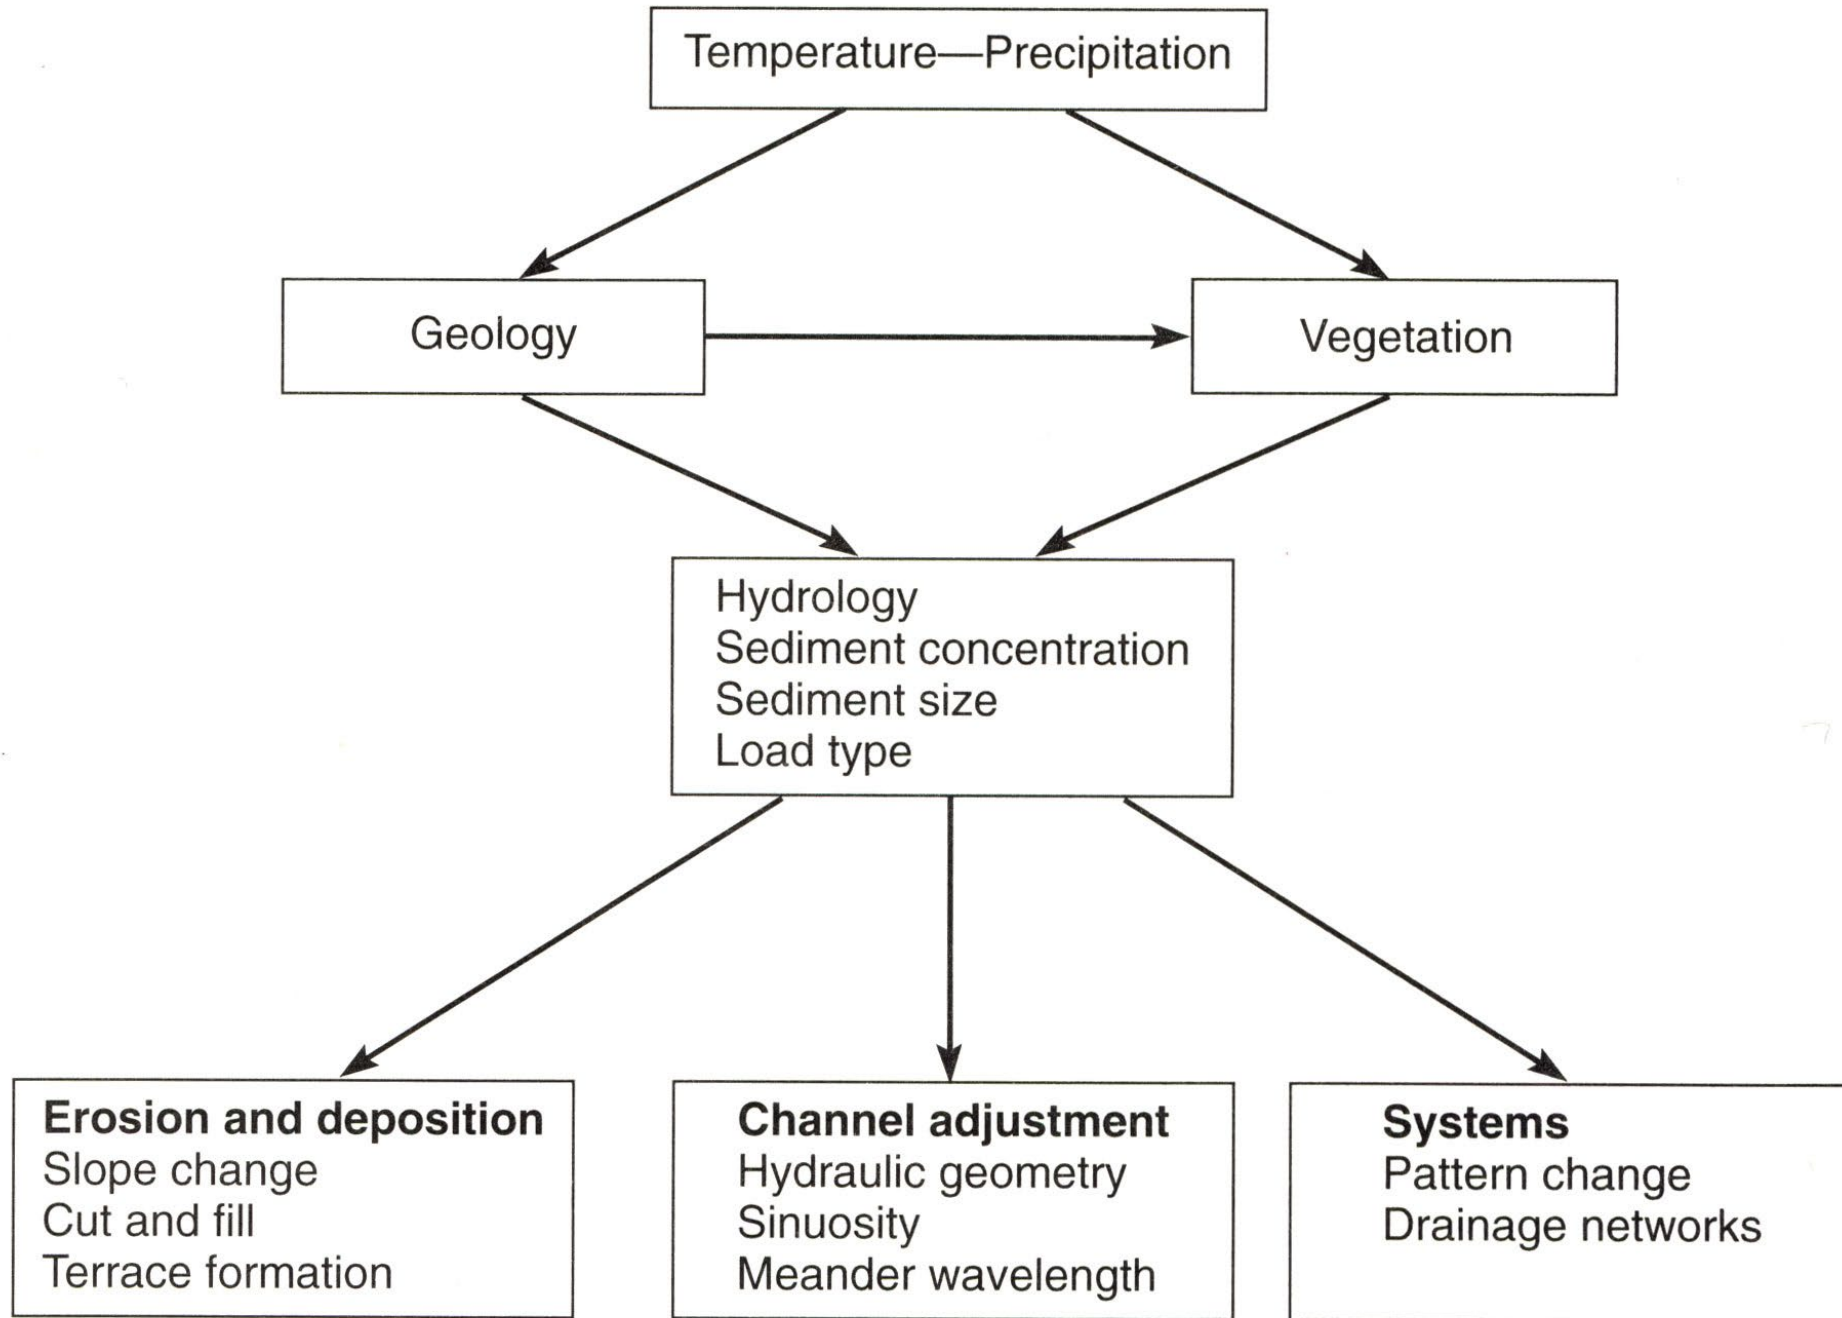 Temperature—Precipitation
Geology
Vegetation
Hydrology
Sediment concentration
Sediment size
Load type
Erosion and deposition
Slope change
Cut and fill
Terrace formation
Channel adjustment
Hydraulic geometry
Sinuosity
Meander wavelength
Systems
Pattern change
Drainage networks